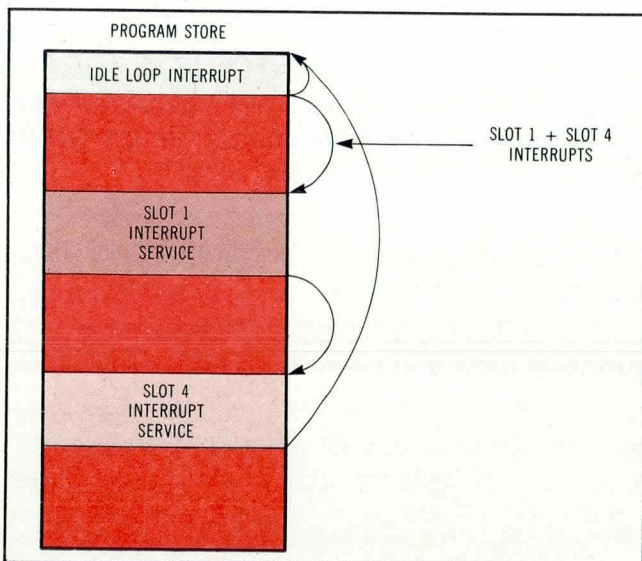 PROGRAM STORE
IDLE LOOP INTERRUPT
SLOT 1 + SLOT 4
INTERRUPTS
SLOT 1
INTERRUPT
SERVICE
SLOT 4
INTERRUPT
SERVICE